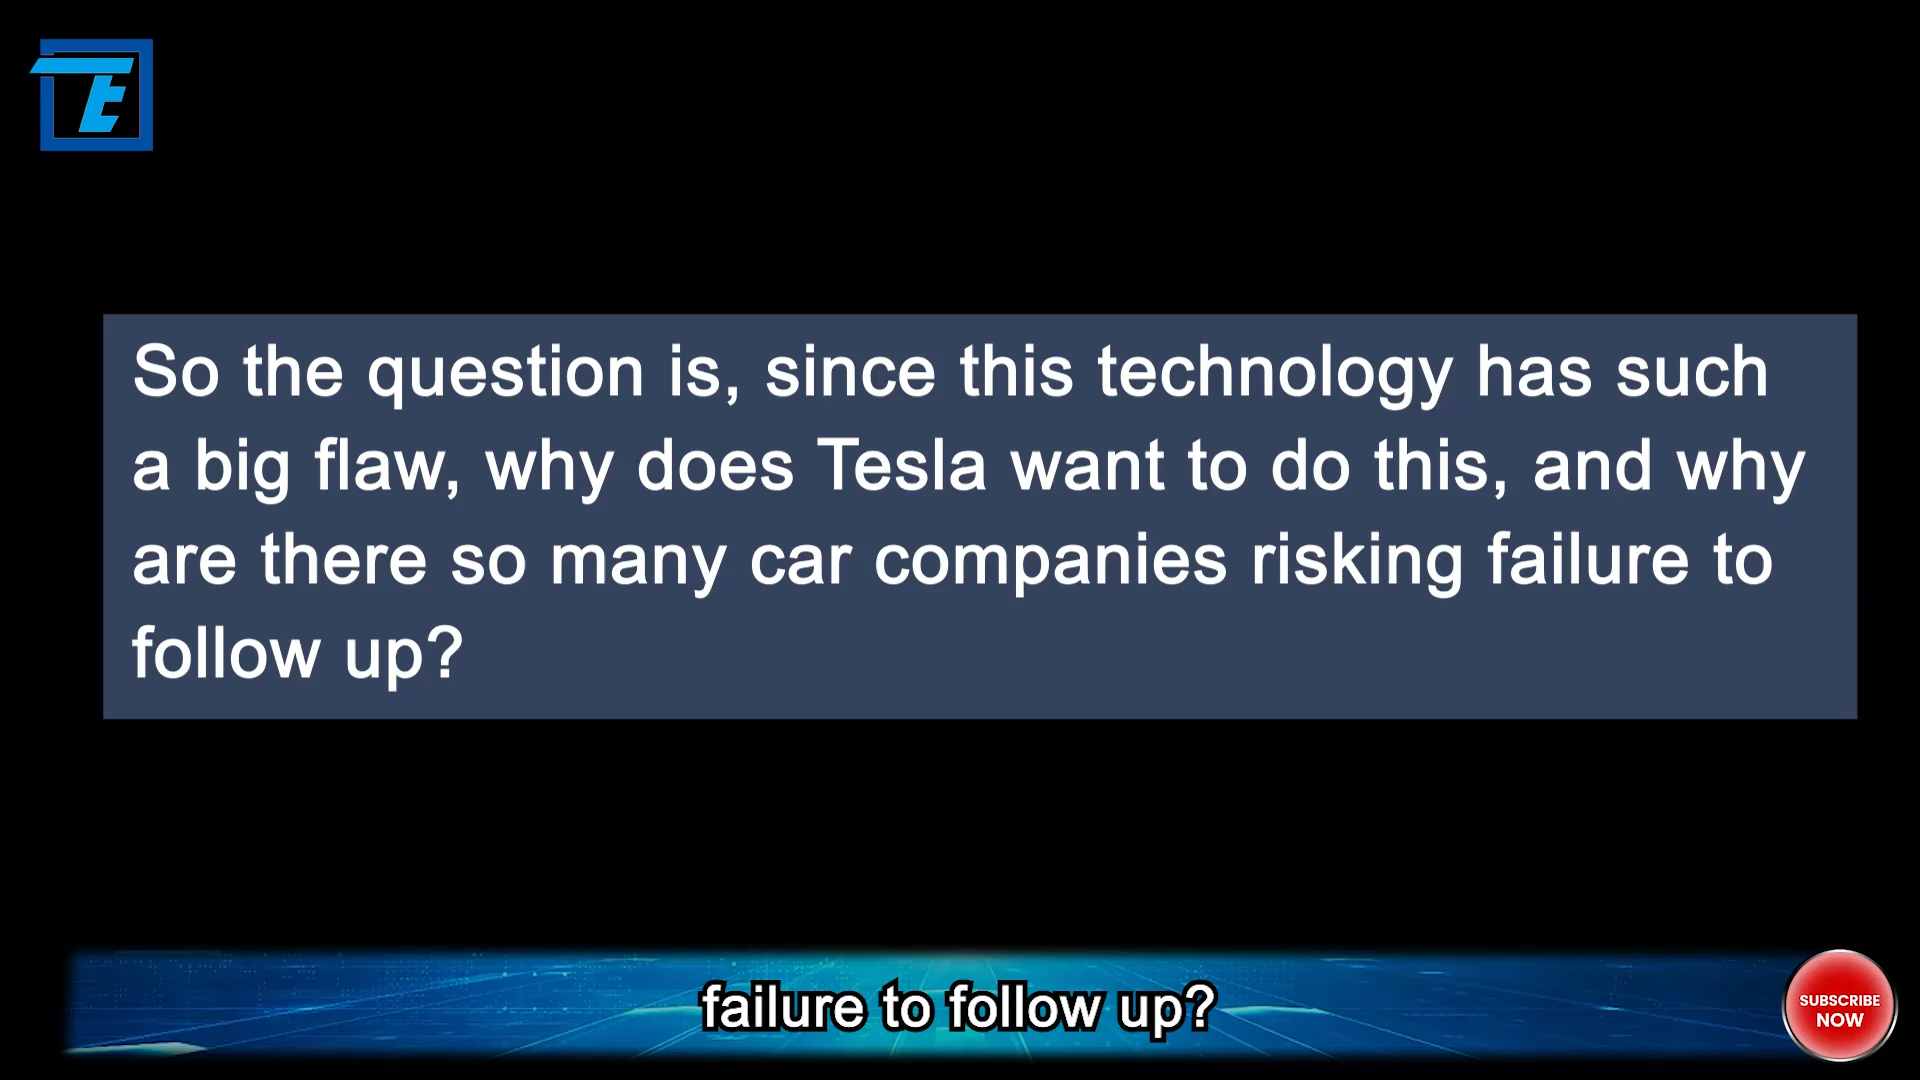 TE
So the question is, since this technology has such
a big flaw, why does Tesla want to do this, and why
are there so many car companies risking failure to
follow up?
failure to follow up?
SUBSCRIBE
NOW